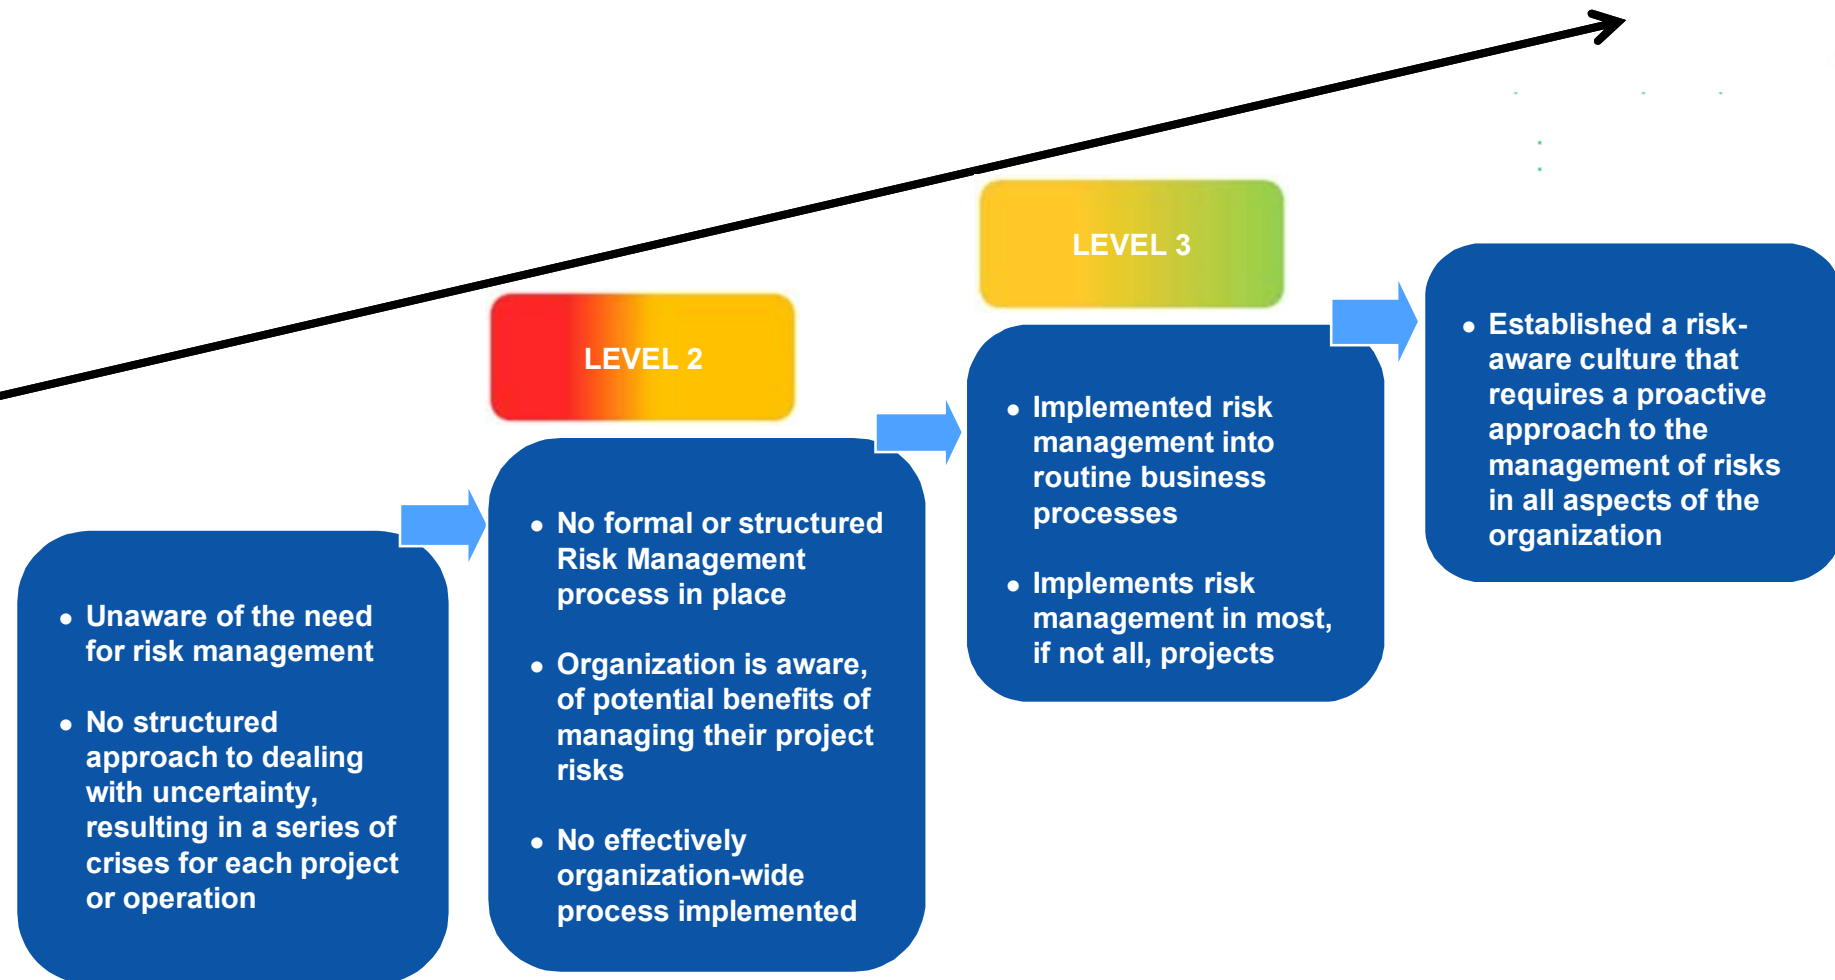 LEVEL 2
LEVEL 3
● Unaware of the need
for risk management
● No structured
approach to dealing
with uncertainty,
resulting in a series of
crises for each project
or operation
● No formal or structured
Risk Management
process in place
● Organization is aware,
of potential benefits of
managing their project
risks
● No effectively
organization-wide
process implemented
● Implemented risk
management into
routine business
processes
● Implements risk
management in most,
if not all, projects
● Established a risk-
aware culture that
requires a proactive
approach to the
management of risks
in all aspects of the
organization